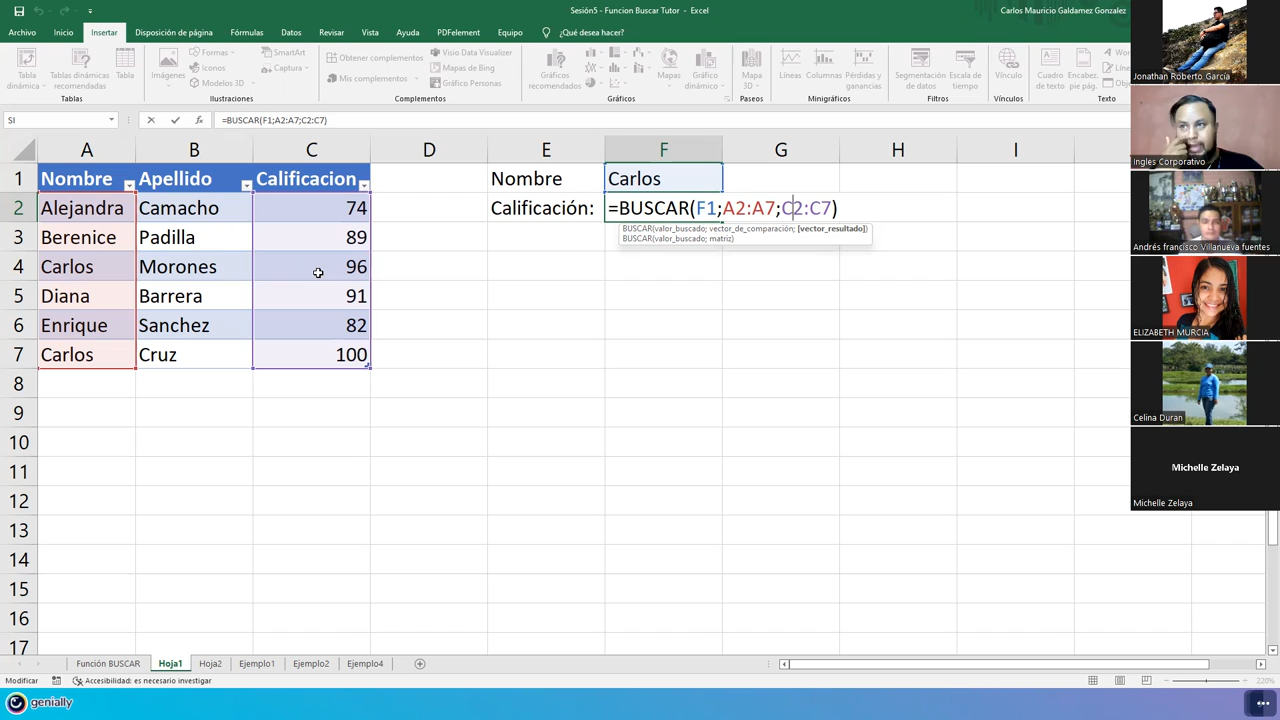 Sesión5 - Funcion Buscar Tutor - Excel
Carlos Mauricio Galdamez Gonzalez
Archivo Inicio Insertar Disposición de página Fórmulas Datos Revisar Vista Ayuda PDFelement Equipo ¿Qué desea hacer?
Tabla dinámica
Tablas dinámicas recomendadas
Tabla
Tablas
Imágenes
Formas
Iconos
Modelos 3D
SmartArt
Captura
Ilustraciones
Mis complementos
Visio Data Visualizer
Mapas de Bing
Gráfico Personas
Complementos
Gráficos recomendados
Mapas
Gráfico dinámico
Gráficos
Mapa 3D
Paseos
Líneas
Columnas
Pérdidas y ganancias
Minigráficos
Segmentación de datos
Escala de tiempo
Filtros
Vínculo
Vínculos
Cuadro de texto
Encabez. pág.
Texto
SI
fx
=BUSCAR(F1;A2:A7;C2:C7)
A B C D E F G H I
1 Nombre Apellido Calificacion Nombre Carlos
2 Alejandra Camacho 74 Calificación: =BUSCAR(F1;A2:A7;C2:C7)
BUSCAR(valor_buscado; vector_de_comparación; [vector_resultado])
BUSCAR(valor_buscado; matriz)
3 Berenice Padilla 89
4 Carlos Morones 96
5 Diana Barrera 91
6 Enrique Sanchez 82
7 Carlos Cruz 100
8
9
10
11
12
13
14
15
16
17
Función BUSCAR Hoja1 Hoja2 Ejemplo1 Ejemplo2 Ejemplo4
Modificar Accesibilidad: es necesario investigar 220%
genially
Jonathan Roberto García
Ingles Corporativo
Andrés francisco Villanueva fuentes
ELIZABETH MURCIA
Celina Duran
Michelle Zelaya
Michelle Zelaya